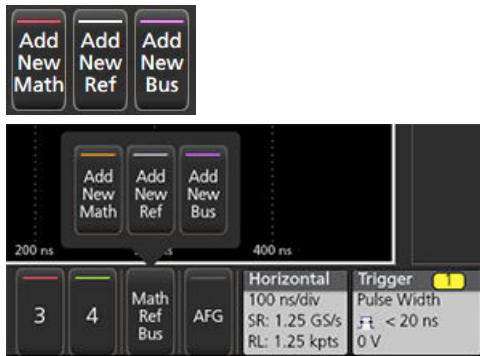 Add Add Add
New New New
Math Ref Bus
Add Add Add
New New New
Math Ref Bus
200 ns 400 ns
3 4 Math Ref Bus AFG
Horizontal
100 ns/div
SR: 1.25 GS/s
RL: 1.25 kpts
Trigger 1
Pulse Width
< 20 ns
0 V